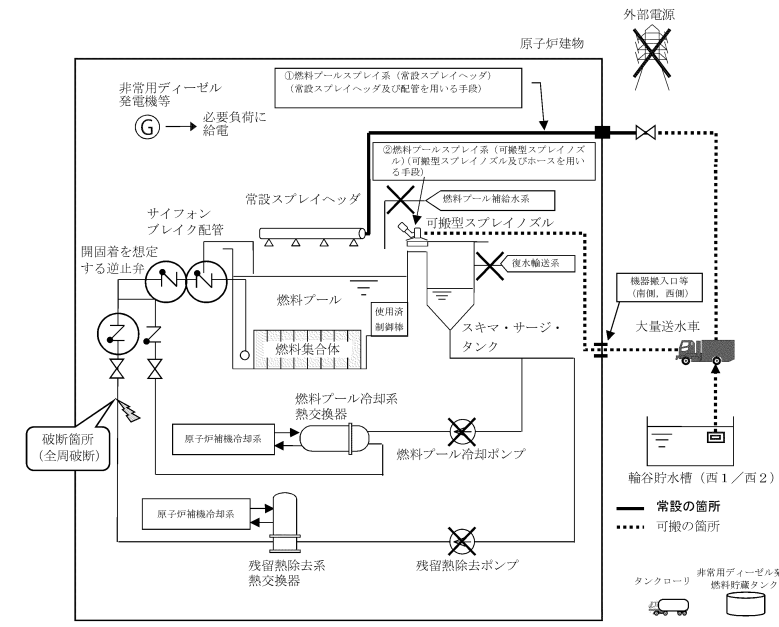 外部電源
原子炉建物
①燃料プールスプレイ系（常設スプレイヘッダ）
（常設スプレイヘッダ及び配管を用いる手段）
非常用ディーゼル
発電機等
G
必要負荷に
給電
②燃料プールスプレイ系（可搬型スプレイノズ
ル）（可搬型スプレイノズル及びホースを用い
る手段）
常設スプレイヘッダ
燃料プール補給水系
サイフォン
ブレイク配管
可搬型スプレイノズル
開固着を想定
する逆止弁
復水輸送系
機器搬入口等
（南側，西側）
燃料プール
使用済
制御棒
大量送水車
スキマ・サージ・
タンク
燃料集合体
燃料プール冷却系
熱交換器
破断箇所
（全周破断）
原子炉補機冷却系
燃料プール冷却ポンプ
輪谷貯水槽（西１／西２）
常設の箇所
可搬の箇所
原子炉補機冷却系
残留熱除去系
熱交換器
残留熱除去ポンプ
タンクローリ
非常用ディーゼル発
燃料貯蔵タンク